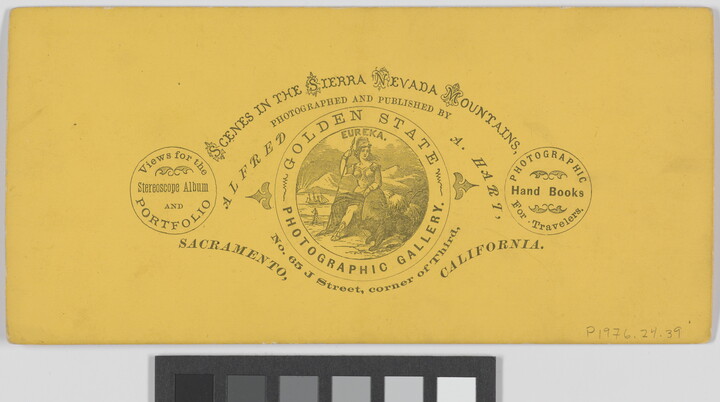 SCENES IN THE SIERRA NEVADA MOUNTAINS,
PHOTOGRAPHED AND PUBLISHED BY
ALFRED A. HART,
GOLDEN STATE
EUREKA.
PHOTOGRAPHIC GALLERY.
No. 65 J Street, corner of Third,
SACRAMENTO, CALIFORNIA.
Views for the
Stereoscope Album
AND
PORTFOLIO
PHOTOGRAPHIC
Hand Books
For Travelers.
P1976.24.39